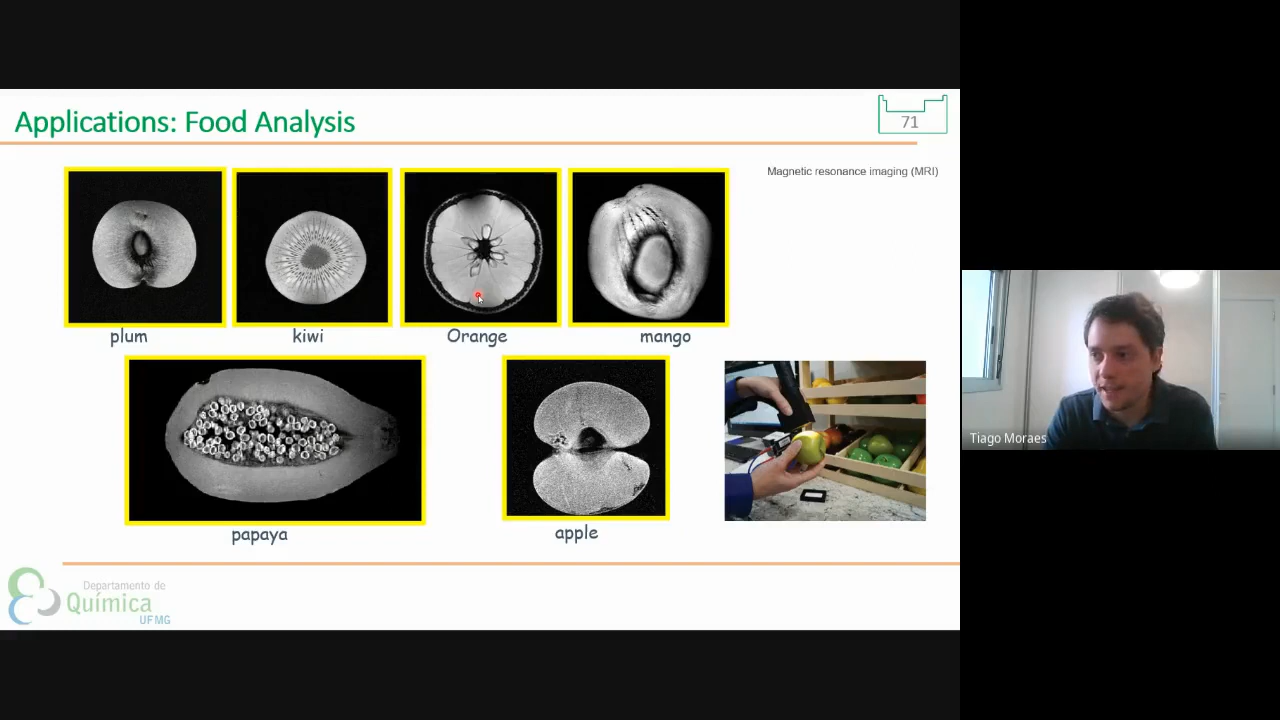 Applications: Food Analysis
71
Magnetic resonance imaging (MRI)
plum
kiwi
Orange
mango
papaya
apple
Departamento de
Química
UFMG
Tiago Moraes